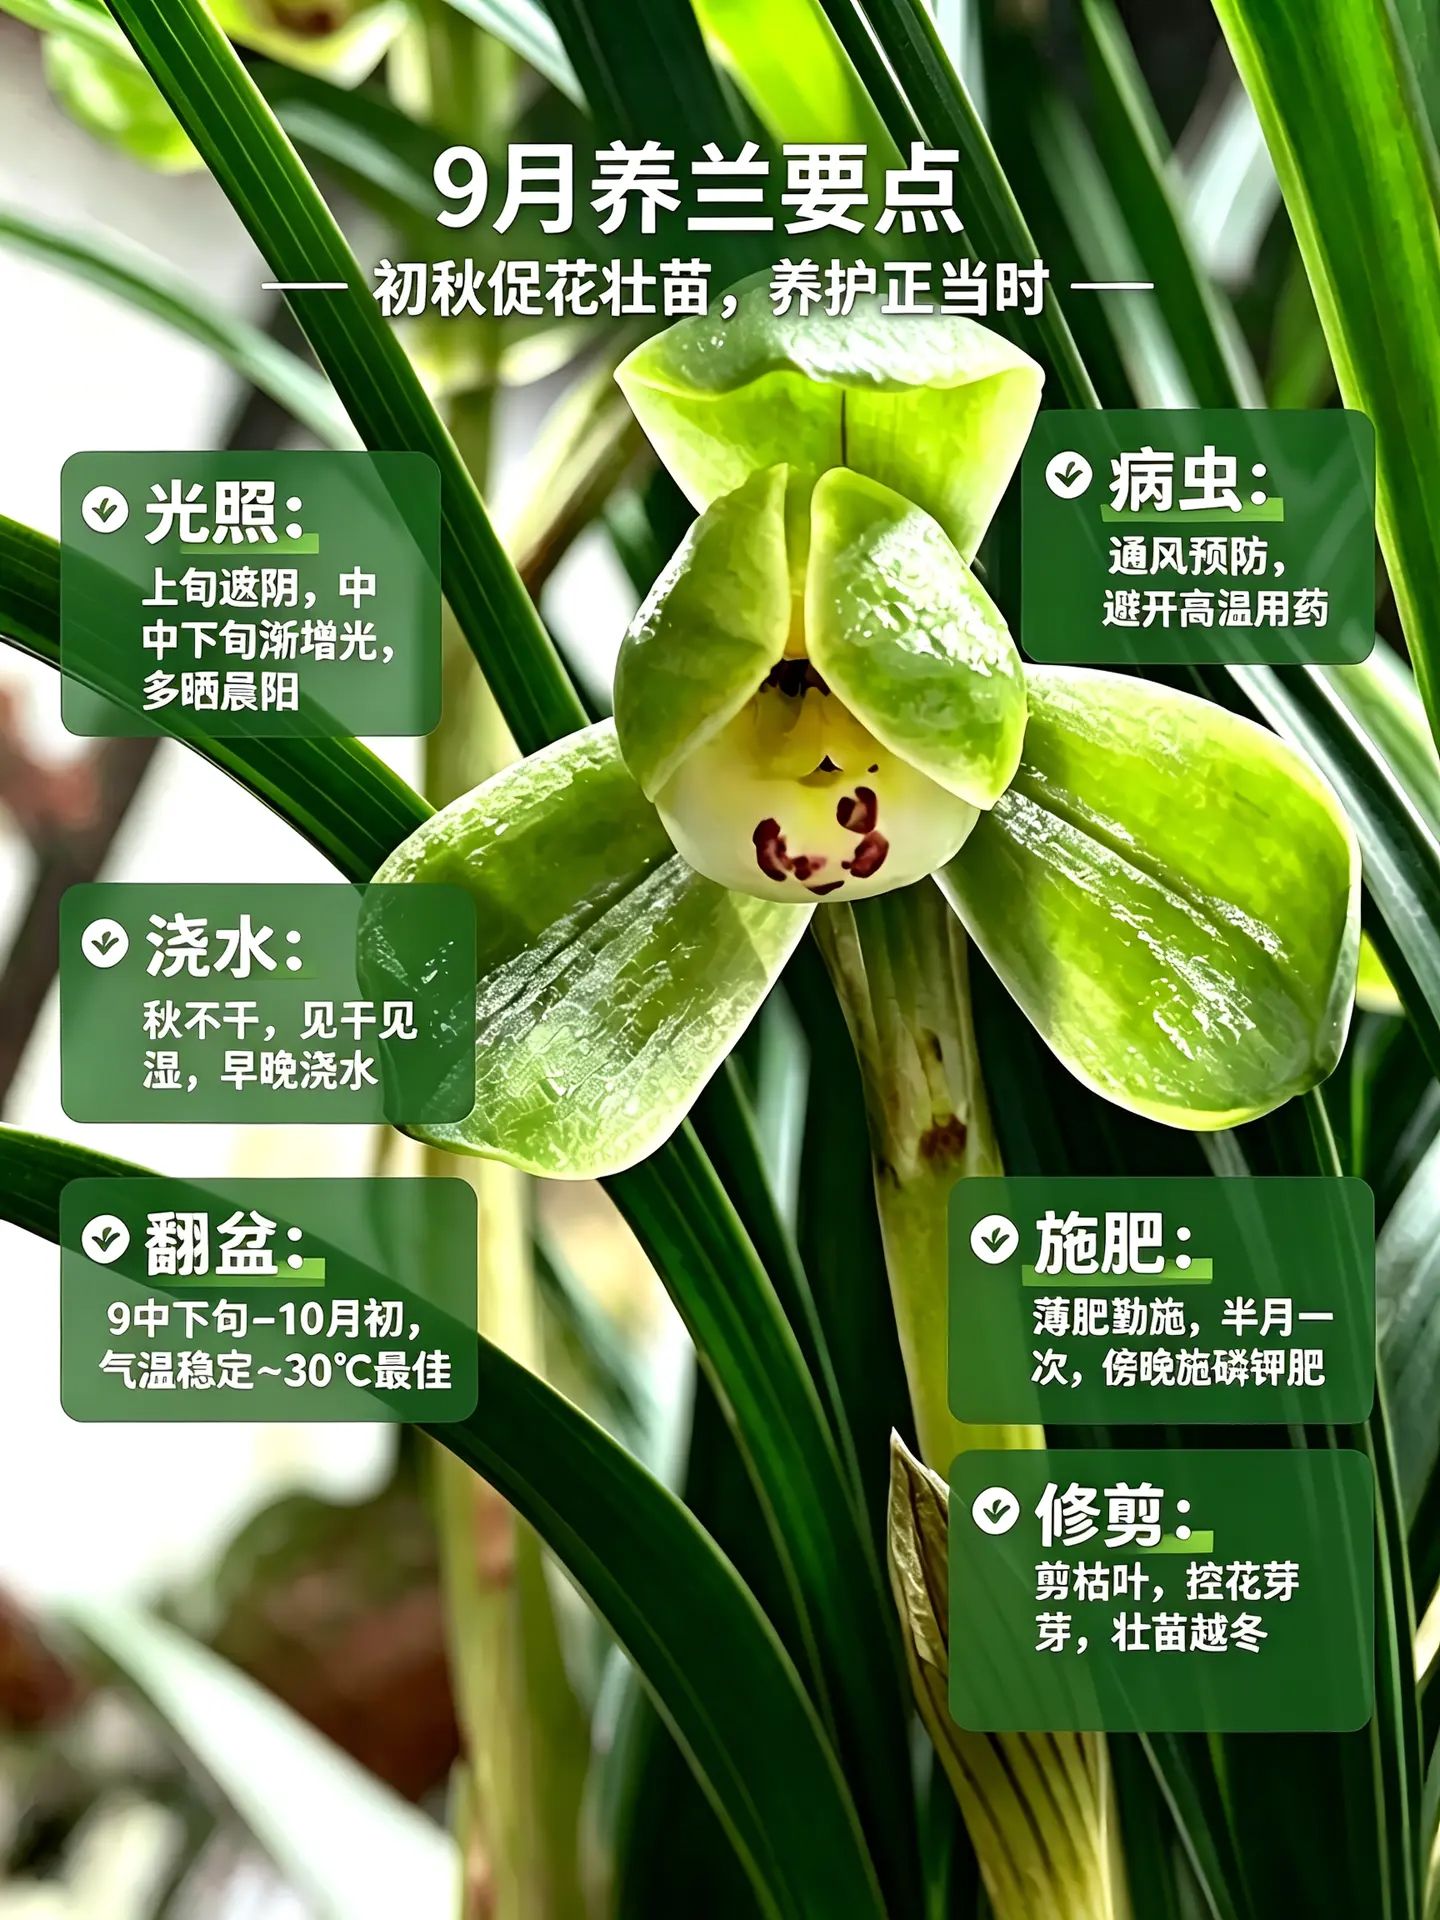 9月养兰要点
初秋促花壮苗，养护正当时
光照：
上旬遮阴，中
中下旬渐增光，
多晒晨阳
病虫：
通风预防，
避开高温用药
浇水：
秋不干，见干见
湿，早晚浇水
翻盆：
9中下旬–10月初，
气温稳定~30℃最佳
施肥：
薄肥勤施，半月一
次，傍晚施磷钾肥
修剪：
剪枯叶，控花芽
芽，壮苗越冬